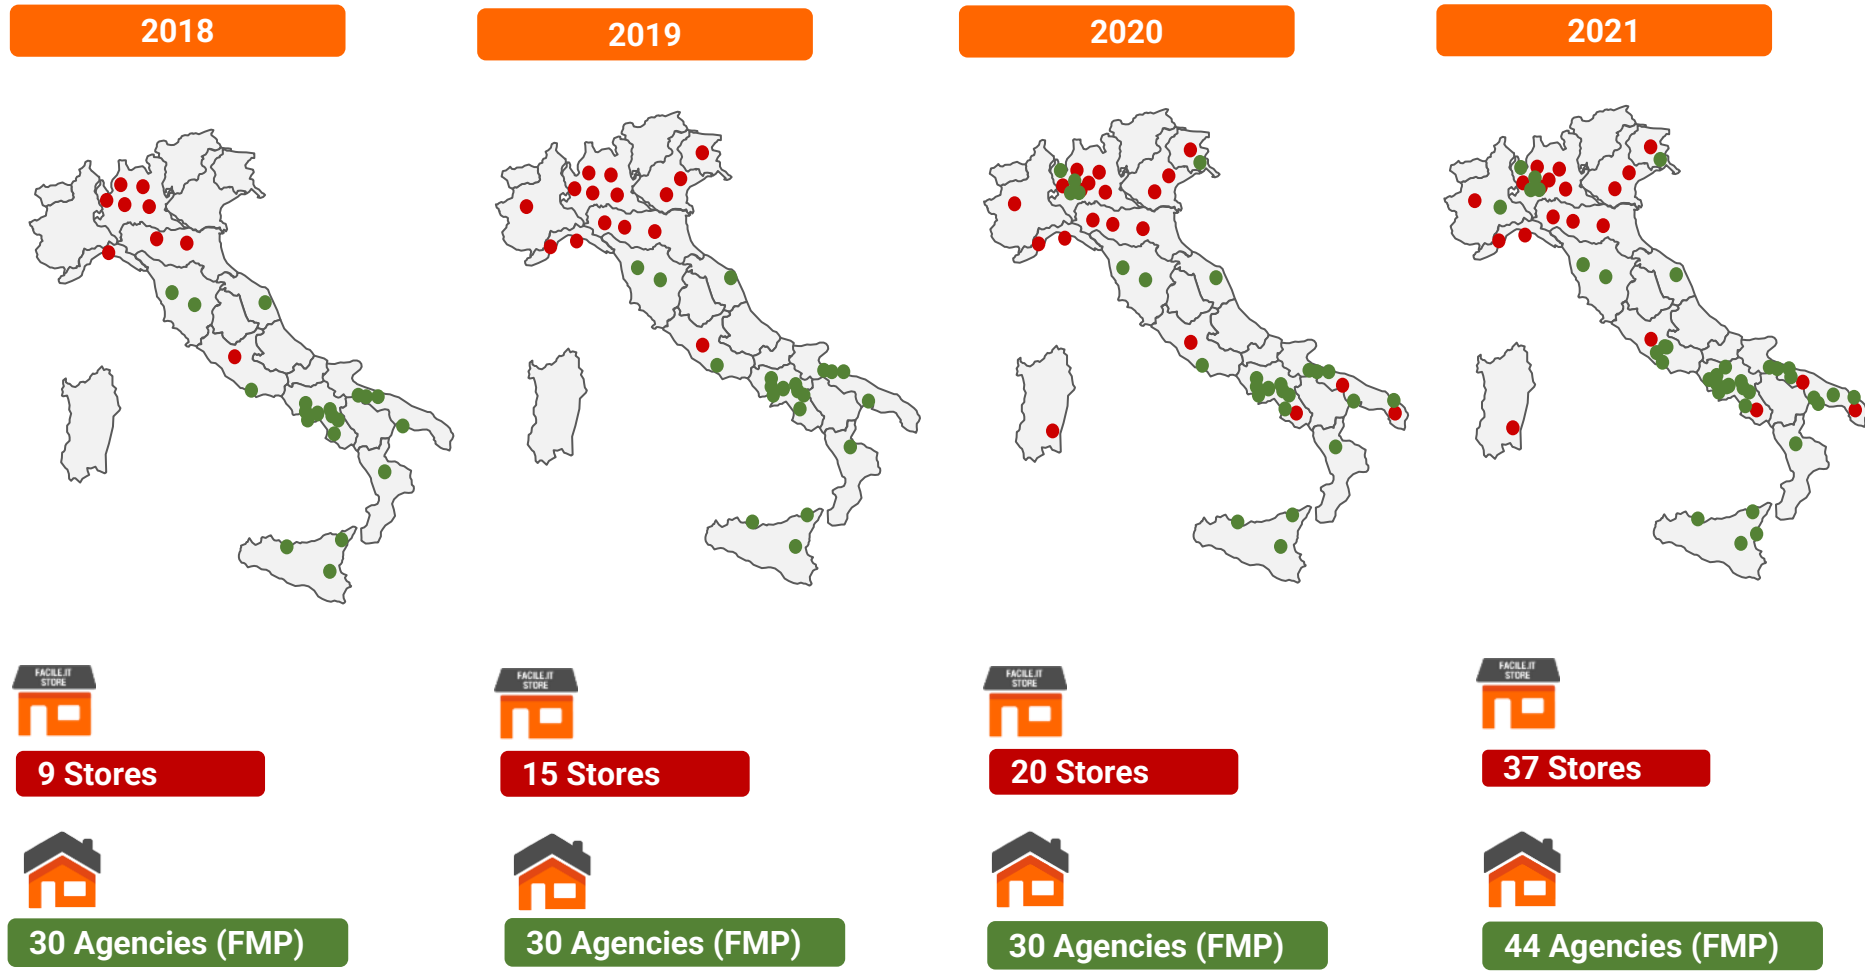 2018
2019
2020
2021
FACILE.IT
STORE
FACILE.IT
STORE
FACILE.IT
STORE
FACILE.IT
STORE
9 Stores
15 Stores
20 Stores
37 Stores
30 Agencies (FMP)
30 Agencies (FMP)
30 Agencies (FMP)
44 Agencies (FMP)